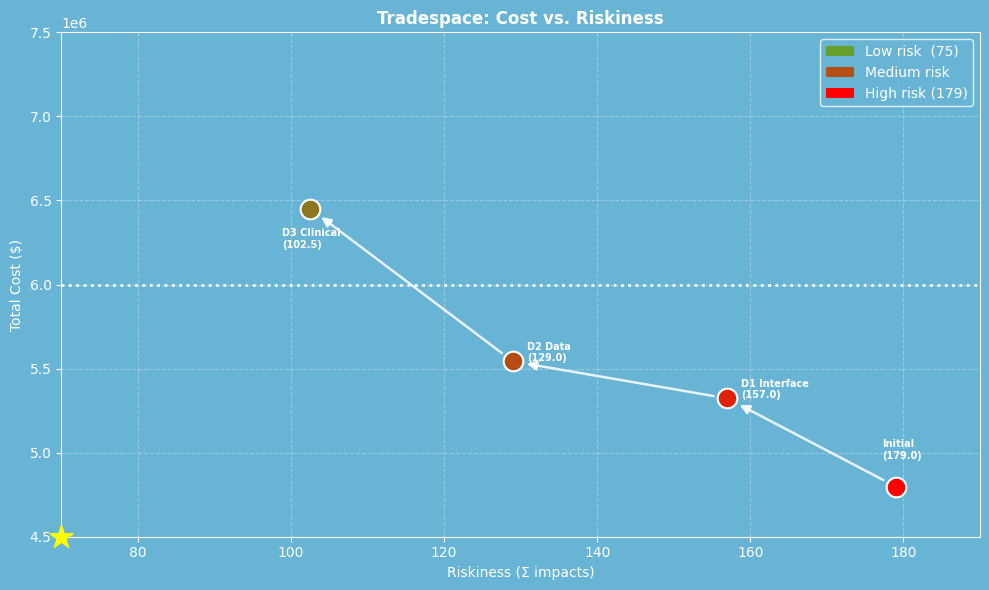 Tradespace: Cost vs. Riskiness
1e6
7.5
7.0
6.5
6.0
5.5
5.0
4.5
Total Cost ($)
Low risk  (75)
Medium risk
High risk (179)
D3 Clinical
(102.5)
D2 Data
(129.0)
D1 Interface
(157.0)
Initial
(179.0)
80
100
120
140
160
180
Riskiness (Σ impacts)